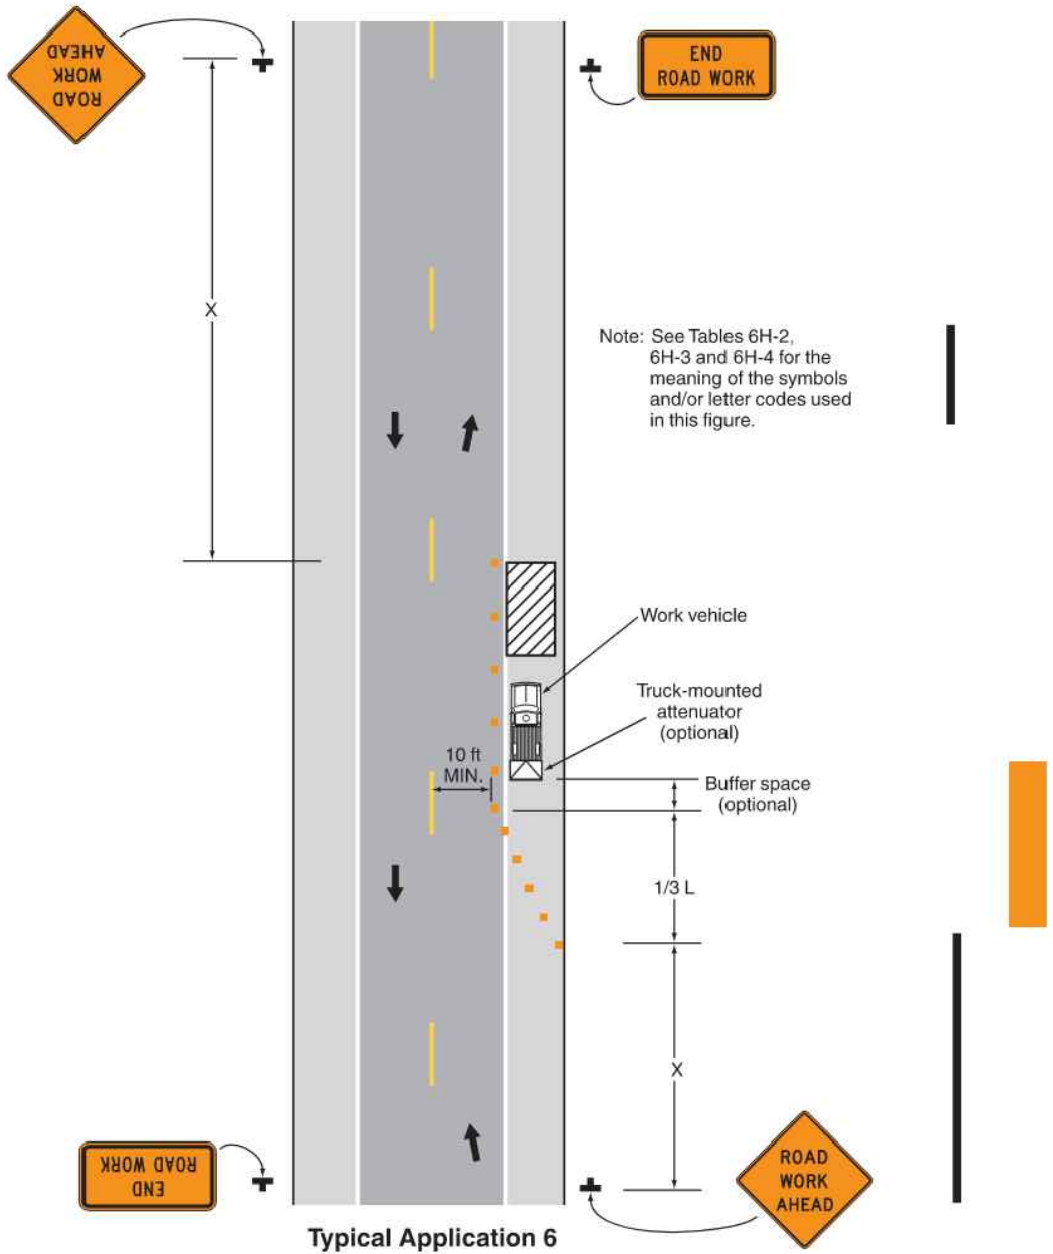 ROAD
WORK
AHEAD
END
ROAD WORK
X
Note: See Tables 6H-2,
6H-3 and 6H-4 for the
meaning of the symbols
and/or letter codes used
in this figure.
Work vehicle
Truck-mounted
attenuator
(optional)
10 ft
MIN.
Buffer space
(optional)
1/3 L
X
END
ROAD WORK
ROAD
WORK
AHEAD
Typical Application 6